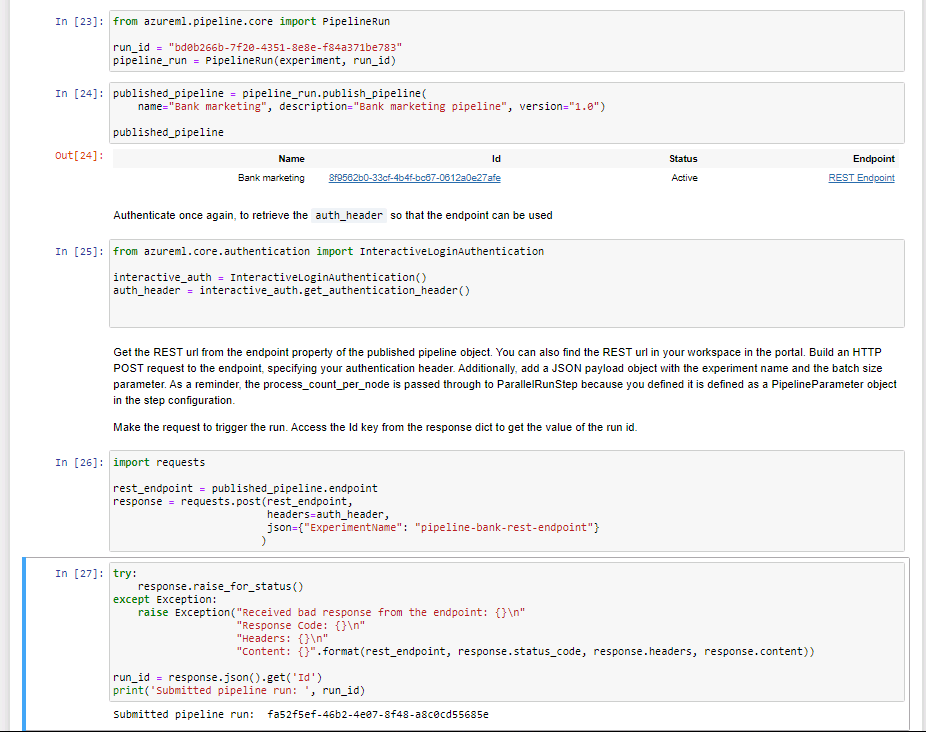 In [23]: from azureml.pipeline.core import PipelineRun
run_id = "bd0b266b-7f20-4351-8e8e-f84a371be783"
pipeline_run = PipelineRun(experiment, run_id)
In [24]: published_pipeline = pipeline_run.publish_pipeline(
name="Bank marketing", description="Bank marketing pipeline", version="1.0")
published_pipeline
Out[24]: Name Id Status Endpoint
Bank marketing 8f9562b0-33cf-4b4f-bc67-0612a0e27afe Active REST Endpoint
Authenticate once again, to retrieve the auth_header so that the endpoint can be used
In [25]: from azureml.core.authentication import InteractiveLoginAuthentication
interactive_auth = InteractiveLoginAuthentication()
auth_header = interactive_auth.get_authentication_header()
Get the REST url from the endpoint property of the published pipeline object. You can also find the REST url in your workspace in the portal. Build an HTTP
POST request to the endpoint, specifying your authentication header. Additionally, add a JSON payload object with the experiment name and the batch size
parameter. As a reminder, the process_count_per_node is passed through to ParallelRunStep because you defined it is defined as a PipelineParameter object
in the step configuration.
Make the request to trigger the run. Access the Id key from the response dict to get the value of the run id.
In [26]: import requests
rest_endpoint = published_pipeline.endpoint
response = requests.post(rest_endpoint,
headers=auth_header,
json={"ExperimentName": "pipeline-bank-rest-endpoint"}
)
In [27]: try:
response.raise_for_status()
except Exception:
raise Exception("Received bad response from the endpoint: {}\n"
"Response Code: {}\n"
"Headers: {}\n"
"Content: {}".format(rest_endpoint, response.status_code, response.headers, response.content))
run_id = response.json().get('Id')
print('Submitted pipeline run: ', run_id)
Submitted pipeline run:  fa52f5ef-46b2-4e07-8f48-a8c0cd55685e